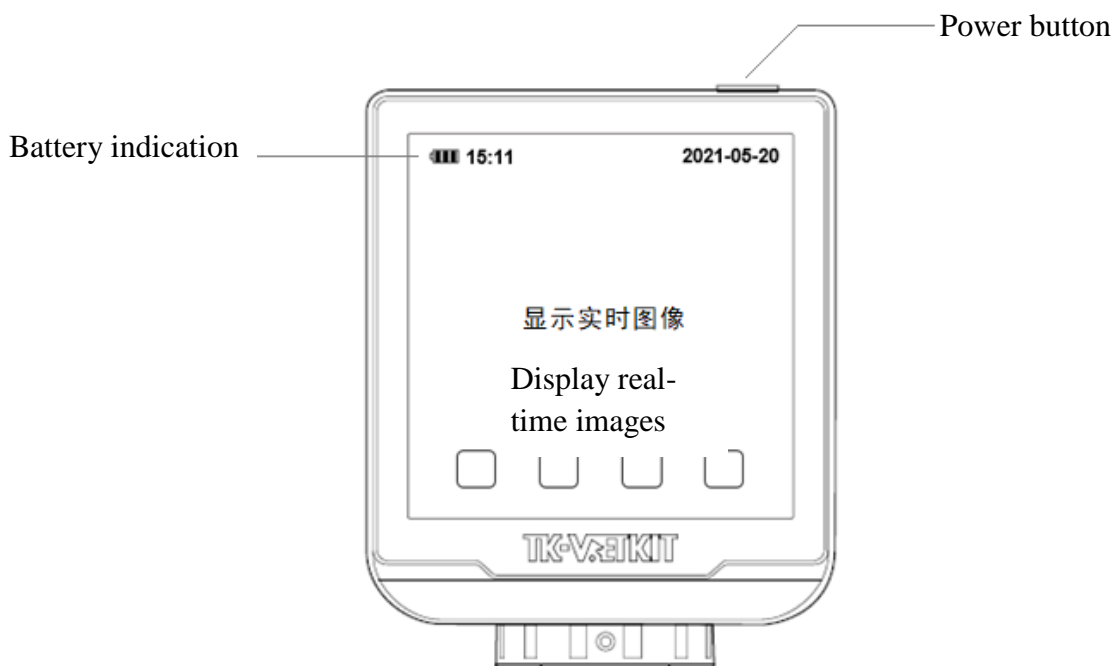 Power button
Battery indication
15:11 2021-05-20
显示实时图像
Display real-
time images
TK-VETKIT